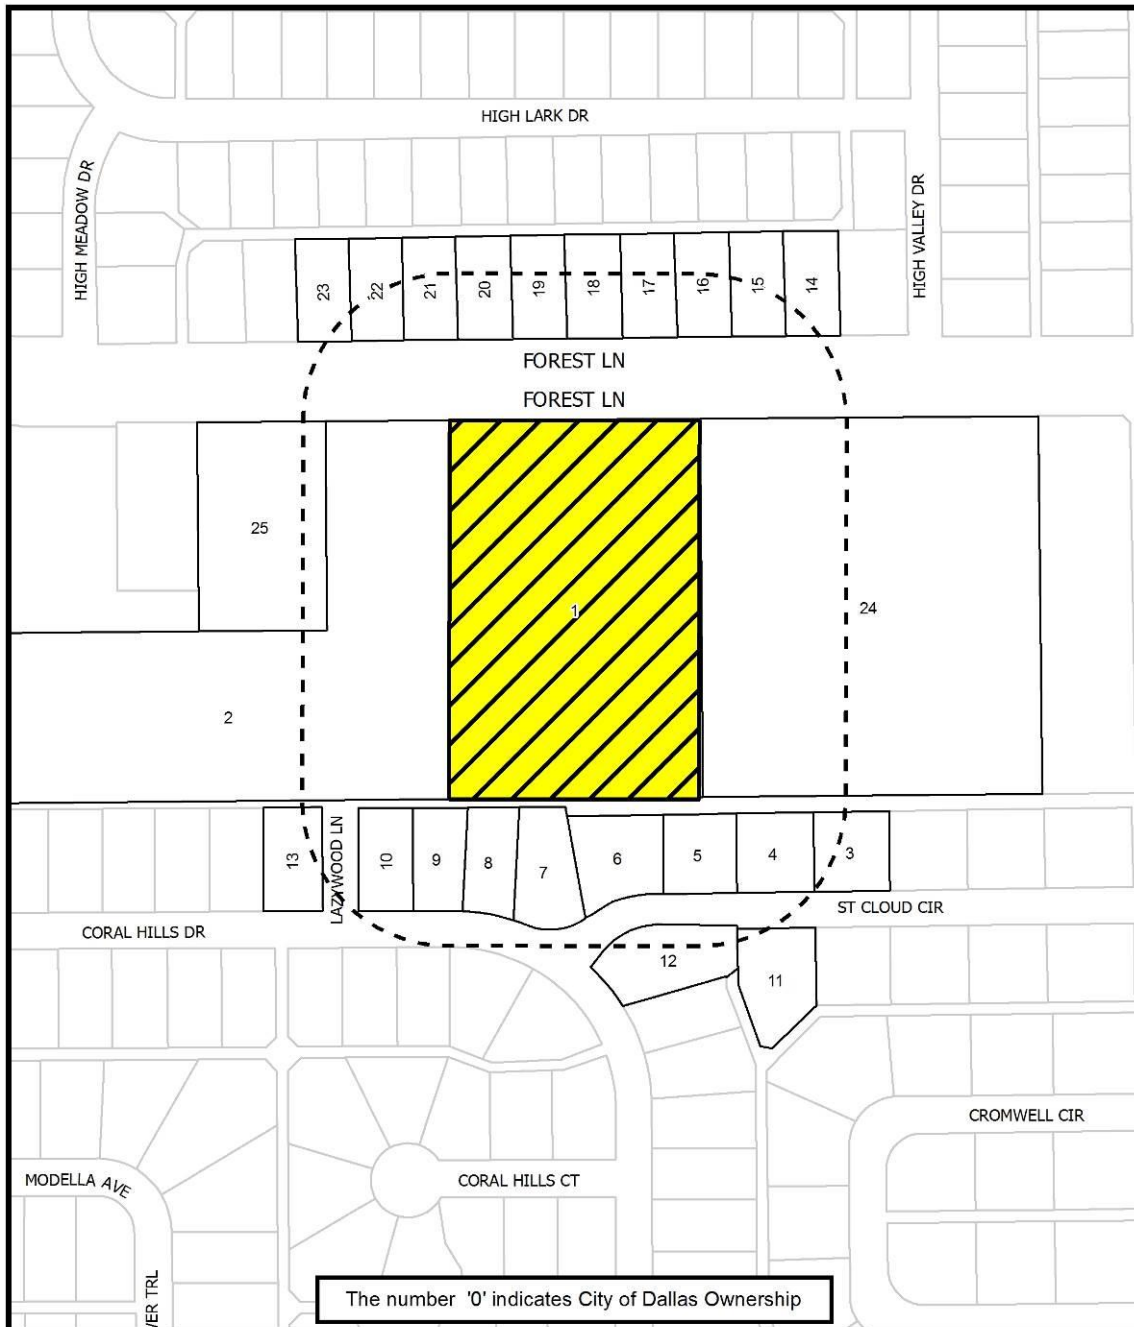 HIGH LARK DR
HIGH MEADOW DR
HIGH VALLEY DR
23
22
21
20
19
18
17
16
15
14
FOREST LN
FOREST LN
25
1
24
2
13
LAZYWOOD LN
10
9
8
7
6
5
4
3
ST CLOUD CIR
CORAL HILLS DR
12
11
CROMWELL CIR
MODELLA AVE
CORAL HILLS CT
VER TRL
The number '0' indicates City of Dallas Ownership